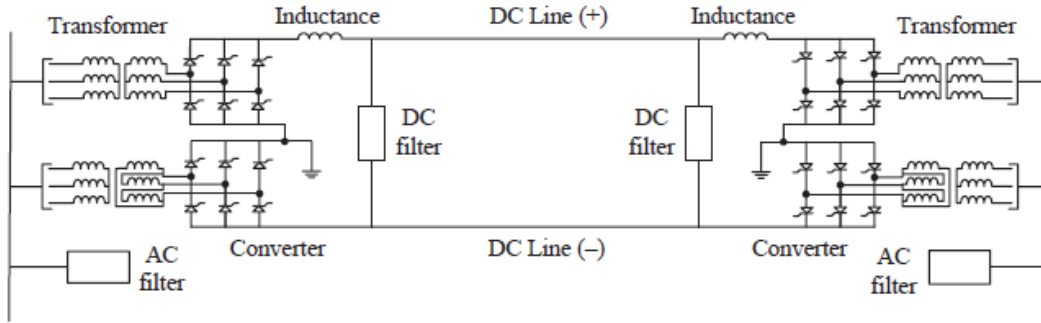 Inductance
DC Line (+)
Inductance
Transformer
Transformer
DC
filter
DC
filter
Converter
DC Line (–)
Converter
AC
filter
AC
filter